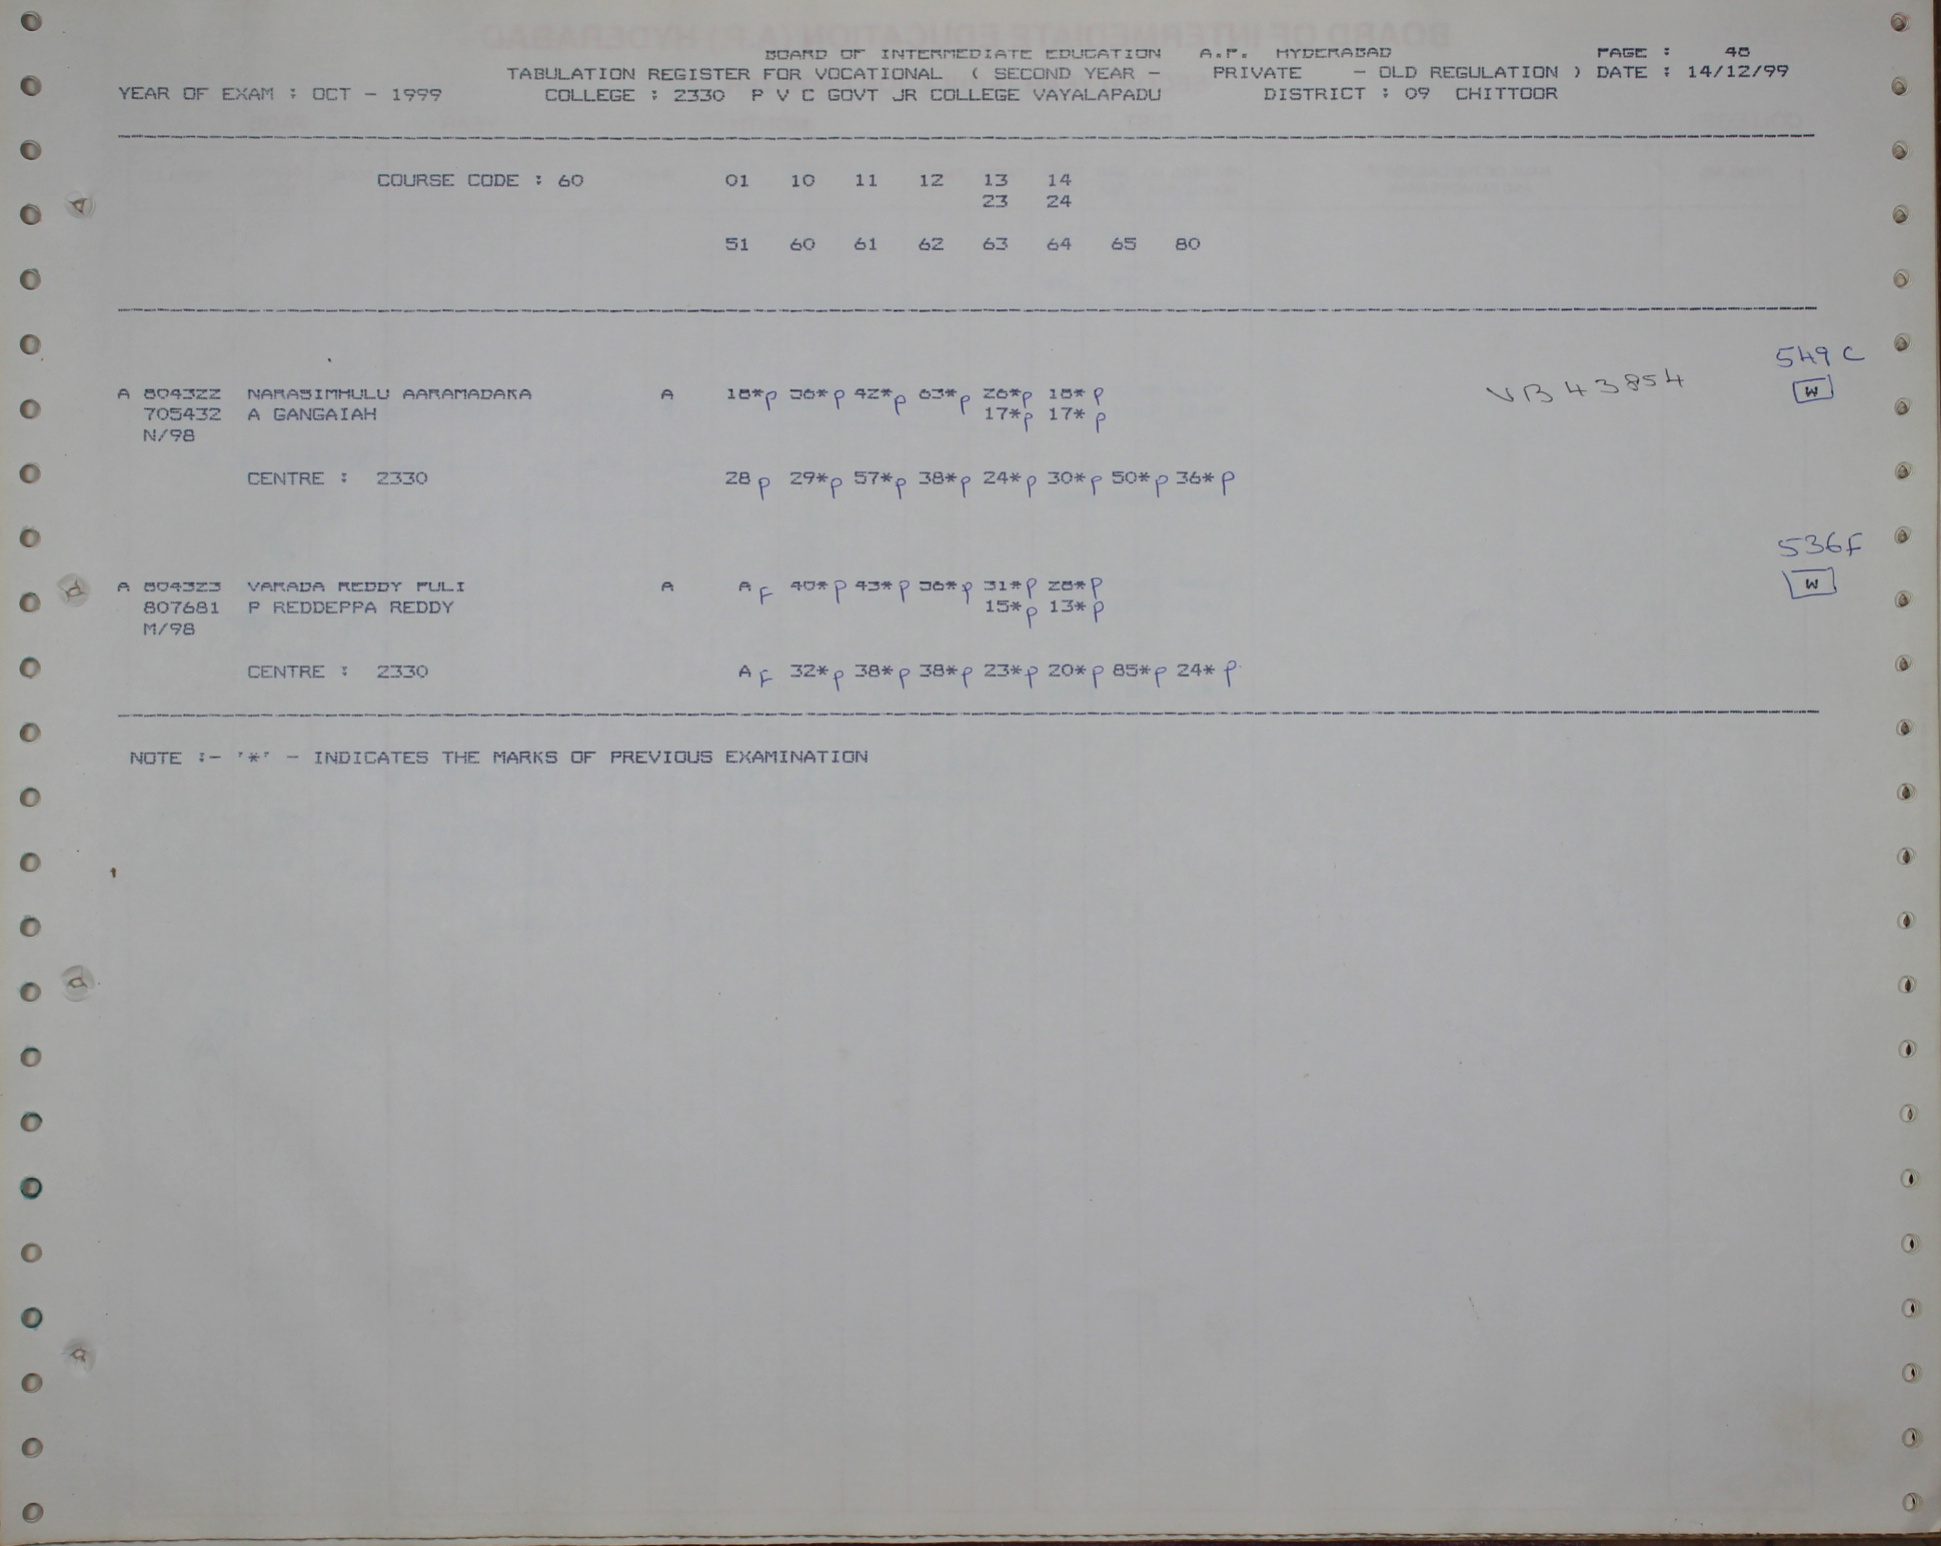 BOARD OF INTERMEDIATE EDUCATION A.P. HYDERABAD PAGE : 48
TABULATION REGISTER FOR VOCATIONAL ( SECOND YEAR - PRIVATE - OLD REGULATION ) DATE : 14/12/99
YEAR OF EXAM : OCT - 1999 COLLEGE : 2330 P V C GOVT JR COLLEGE VAYALAPADU DISTRICT : 09 CHITTOOR
COURSE CODE : 60 01 10 11 12 13 14
23 24
51 60 61 62 63 64 65 80
549 C
A 804322 NARASIMHULU AARAMADAKA A 18*P 36*P 42*P 63*P 26*P 18*P VB43854 W
705432 A GANGAIAH 17*P 17*P
N/98
CENTRE : 2330 28 P 29*P 57*P 38*P 24*P 30*P 50*P 36*P
536F
A 804323 VARADA REDDY PULI A A F 40*P 43*P 36*P 31*P 28*P W
807681 P REDDEPPA REDDY 15*P 13*P
M/98
CENTRE : 2330 A F 32*P 38*P 38*P 23*P 20*P 85*P 24*P
NOTE :- '*' - INDICATES THE MARKS OF PREVIOUS EXAMINATION